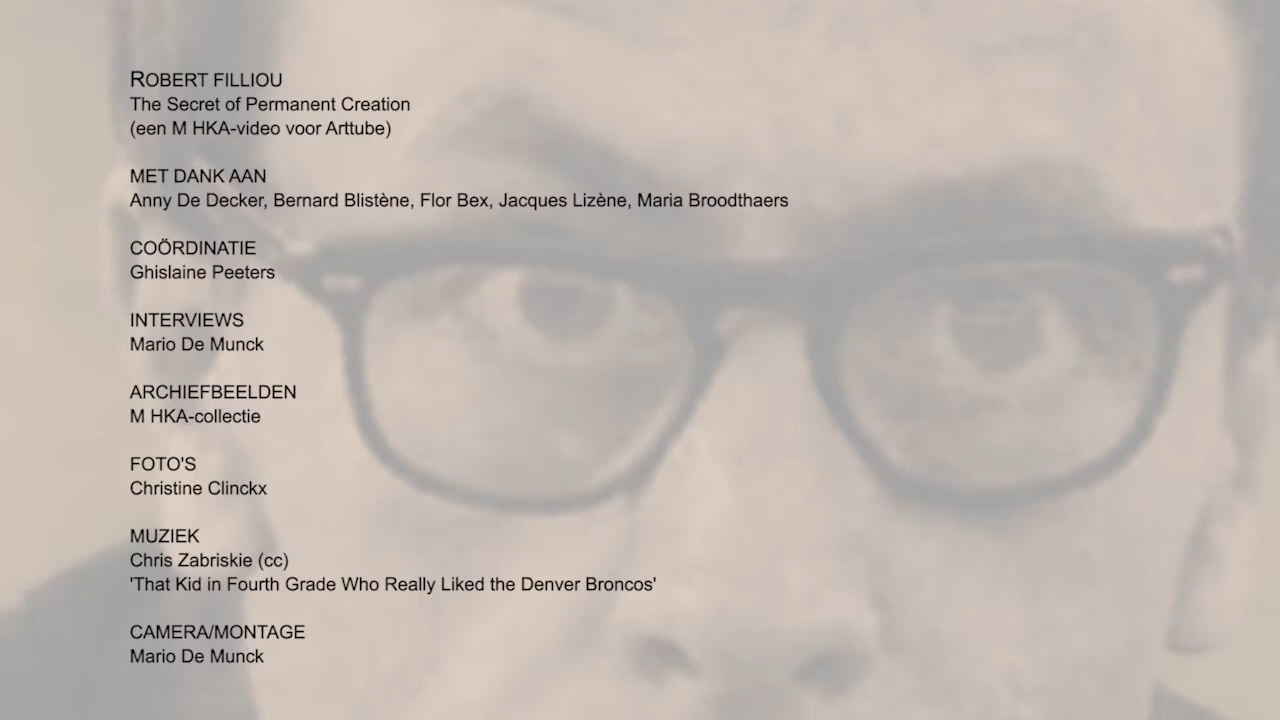 ROBERT FILLIOU
The Secret of Permanent Creation
(een M HKA-video voor Arttube)
MET DANK AAN
Anny De Decker, Bernard Blistène, Flor Bex, Jacques Lizène, Maria Broodthaers
COÖRDINATIE
Ghislaine Peeters
INTERVIEWS
Mario De Munck
ARCHIEFBEELDEN
M HKA-collectie
FOTO'S
Christine Clinckx
MUZIEK
Chris Zabriskie (cc)
'That Kid in Fourth Grade Who Really Liked the Denver Broncos'
CAMERA/MONTAGE
Mario De Munck